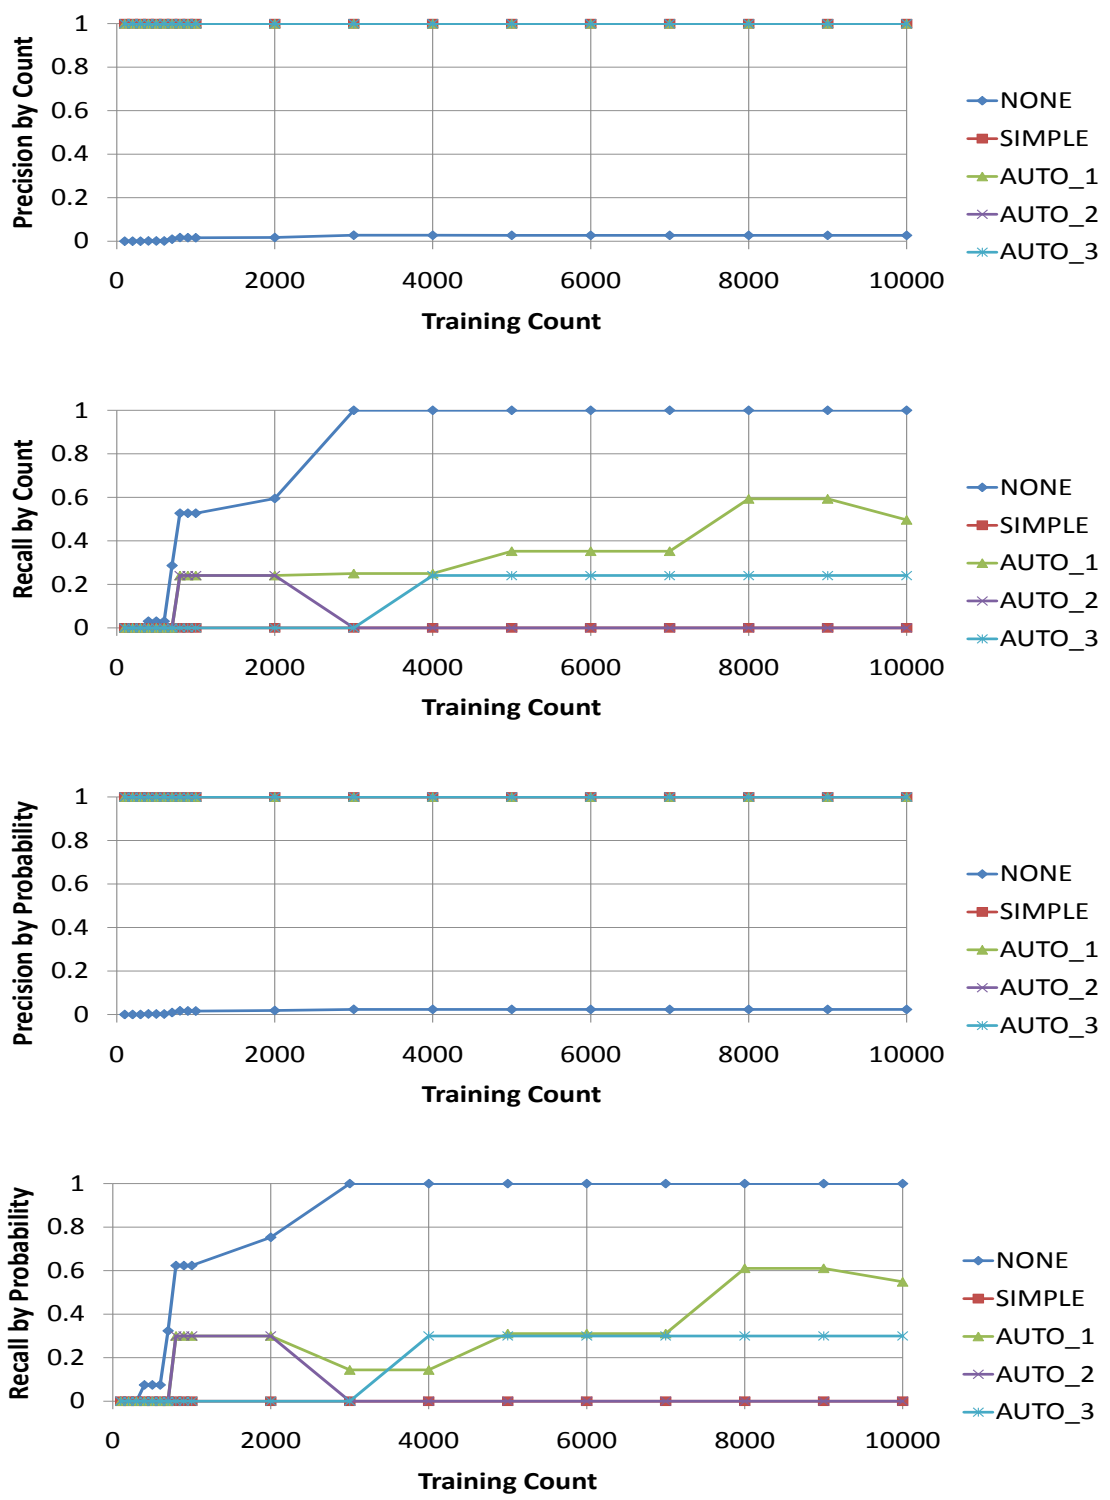 Precision by Count
1
0.8
0.6
0.4
0.2
0
0 2000 4000 6000 8000 10000
Training Count
NONE
SIMPLE
AUTO_1
AUTO_2
AUTO_3
Recall by Count
1
0.8
0.6
0.4
0.2
0
0 2000 4000 6000 8000 10000
Training Count
NONE
SIMPLE
AUTO_1
AUTO_2
AUTO_3
Precision by Probability
1
0.8
0.6
0.4
0.2
0
0 2000 4000 6000 8000 10000
Training Count
NONE
SIMPLE
AUTO_1
AUTO_2
AUTO_3
Recall by Probability
1
0.8
0.6
0.4
0.2
0
0 2000 4000 6000 8000 10000
Training Count
NONE
SIMPLE
AUTO_1
AUTO_2
AUTO_3